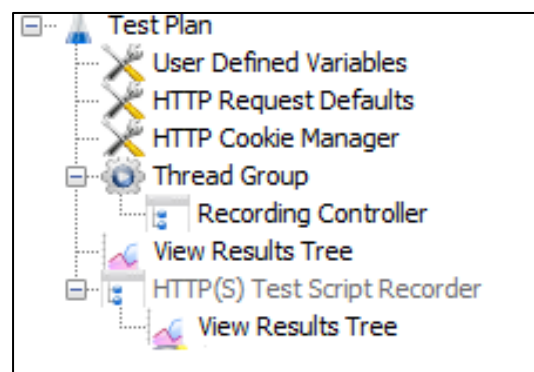 Test Plan
User Defined Variables
HTTP Request Defaults
HTTP Cookie Manager
Thread Group
Recording Controller
View Results Tree
HTTP(S) Test Script Recorder
View Results Tree